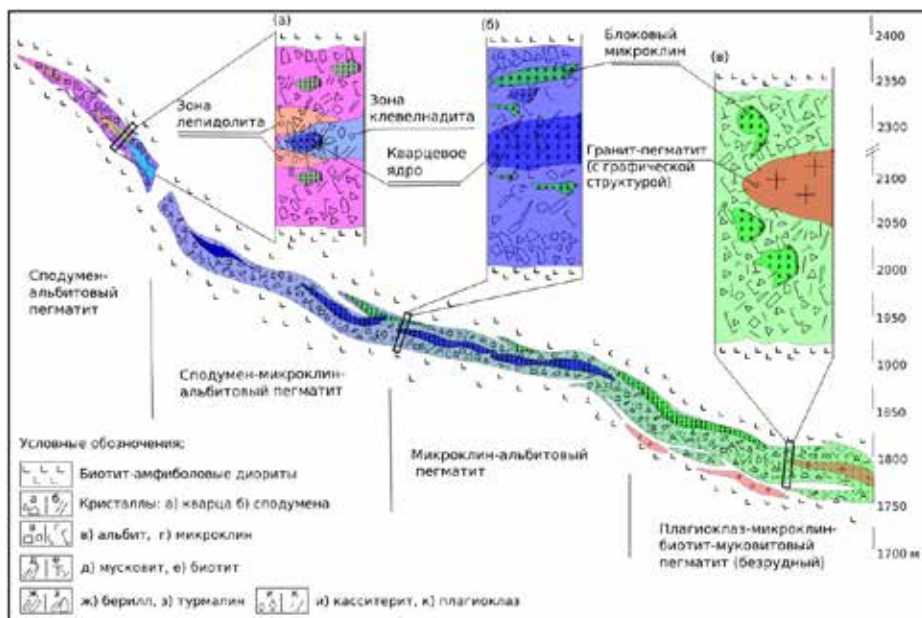 (а)
(б)
(в)
Блоковый
микроклин
Зона
лепидолита
Зона
клевелнадита
Кварцевое
ядро
Гранит-пегматит
(с графической
структурой)
2400
2350
2300
2100
2050
2000
1950
1900
1850
1800
1750
1700 м
Сподумен-
альбитовый
пегматит
Сподумен-микроклин-
альбитовый пегматит
Микроклин-альбитовый
пегматит
Плагиоклаз-микроклин-
биотит-муковитовый
пегматит (безрудный)
Условные обозначения:
Биотит-амфиболовые диориты
Кристаллы: а) кварца б) сподумена
в) альбит, г) микроклин
д) мусковит, е) биотит
ж) берилл, з) турмалин
и) касситерит, к) плагиоклаз